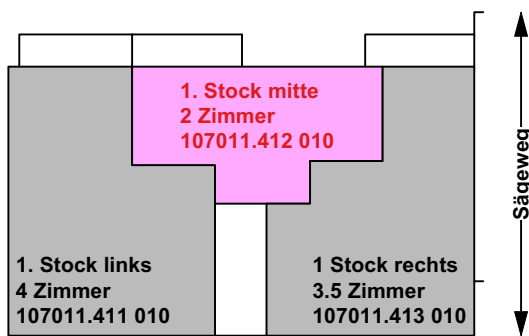 1. Stock mitte
2 Zimmer
107011.412 010
1. Stock links
4 Zimmer
107011.411 010
1 Stock rechts
3.5 Zimmer
107011.413 010
Sägeweg